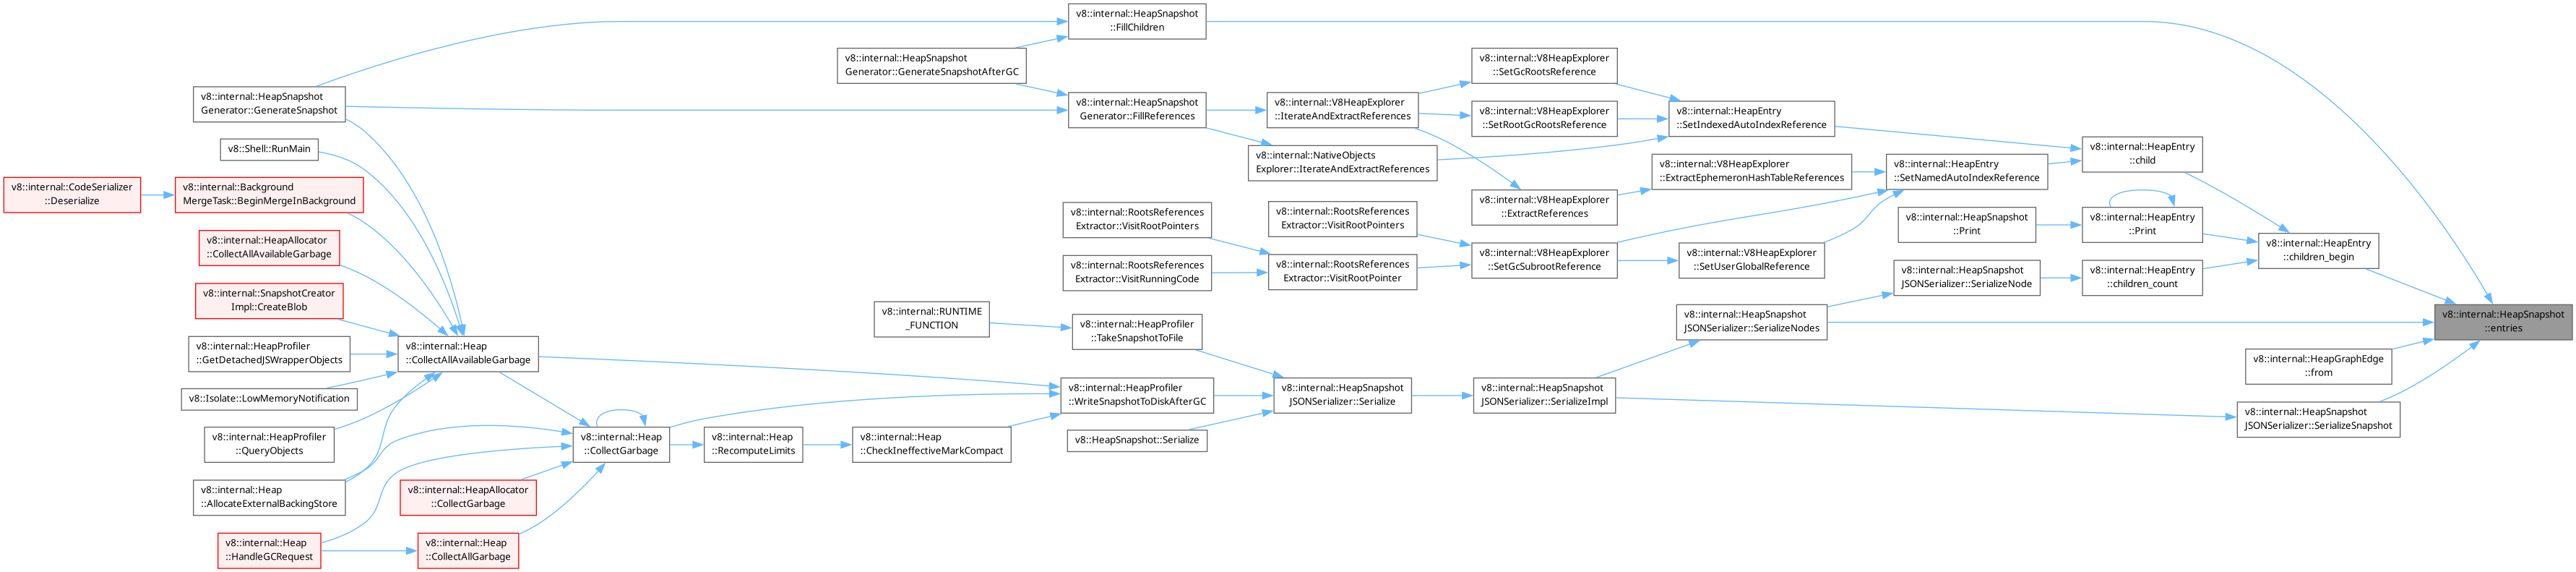 v8::internal::HeapSnapshot
::FillChildren
v8::internal::HeapSnapshot
Generator::GenerateSnapshotAfterGC
v8::internal::V8HeapExplorer
::SetGcRootsReference
v8::internal::HeapSnapshot
Generator::GenerateSnapshot
v8::internal::HeapSnapshot
Generator::FillReferences
v8::internal::V8HeapExplorer
::IterateAndExtractReferences
v8::internal::V8HeapExplorer
::SetRootGcRootsReference
v8::internal::HeapEntry
::SetIndexedAutoIndexReference
v8::Shell::RunMain
v8::internal::NativeObjects
Explorer::IterateAndExtractReferences
v8::internal::V8HeapExplorer
::ExtractEphemeronHashTableReferences
v8::internal::HeapEntry
::SetNamedAutoIndexReference
v8::internal::HeapEntry
::child
v8::internal::CodeSerializer
::Deserialize
v8::internal::Background
MergeTask::BeginMergeInBackground
v8::internal::V8HeapExplorer
::ExtractReferences
v8::internal::RootsReferences
Extractor::VisitRootPointers
v8::internal::RootsReferences
Extractor::VisitRootPointers
v8::internal::HeapSnapshot
::Print
v8::internal::HeapEntry
::Print
v8::internal::HeapAllocator
::CollectAllAvailableGarbage
v8::internal::RootsReferences
Extractor::VisitRunningCode
v8::internal::RootsReferences
Extractor::VisitRootPointer
v8::internal::V8HeapExplorer
::SetGcSubrootReference
v8::internal::V8HeapExplorer
::SetUserGlobalReference
v8::internal::HeapSnapshot
JSONSerializer::SerializeNode
v8::internal::HeapEntry
::children_count
v8::internal::HeapEntry
::children_begin
v8::internal::SnapshotCreator
Impl::CreateBlob
v8::internal::RUNTIME
_FUNCTION
v8::internal::HeapProfiler
::TakeSnapshotToFile
v8::internal::HeapSnapshot
JSONSerializer::SerializeNodes
v8::internal::HeapSnapshot
::entries
v8::internal::HeapProfiler
::GetDetachedJSWrapperObjects
v8::internal::Heap
::CollectAllAvailableGarbage
v8::internal::HeapGraphEdge
::from
v8::Isolate::LowMemoryNotification
v8::internal::HeapProfiler
::WriteSnapshotToDiskAfterGC
v8::internal::HeapSnapshot
JSONSerializer::Serialize
v8::internal::HeapSnapshot
JSONSerializer::SerializeImpl
v8::internal::HeapSnapshot
JSONSerializer::SerializeSnapshot
v8::internal::HeapProfiler
::QueryObjects
v8::internal::Heap
::CollectGarbage
v8::internal::Heap
::RecomputeLimits
v8::internal::Heap
::CheckIneffectiveMarkCompact
v8::HeapSnapshot::Serialize
v8::internal::Heap
::AllocateExternalBackingStore
v8::internal::HeapAllocator
::CollectGarbage
v8::internal::Heap
::HandleGCRequest
v8::internal::Heap
::CollectAllGarbage